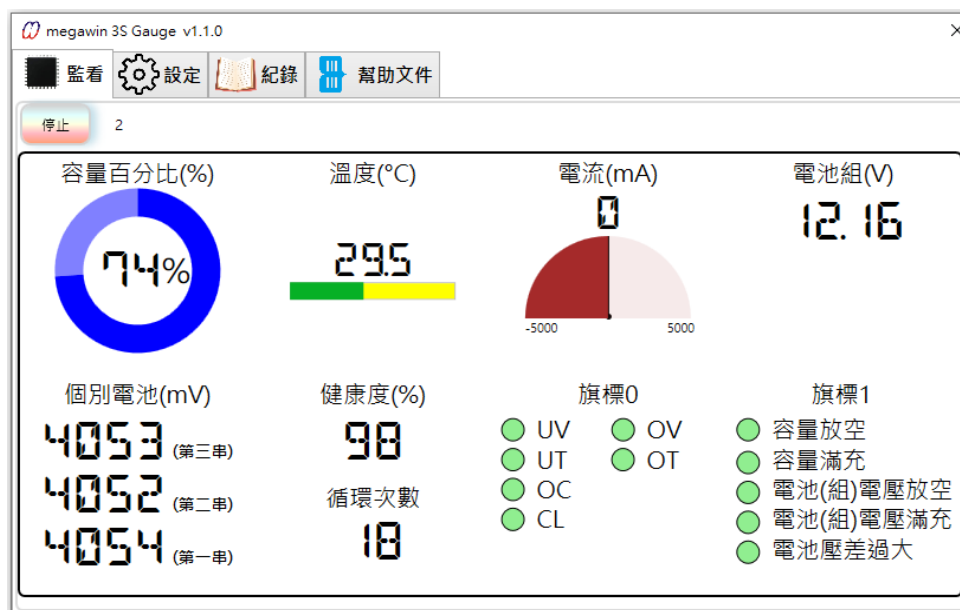 megawin 3S Gauge v1.1.0
監看 設定 紀錄 幫助文件
停止 2
容量百分比(%) 溫度(°C) 電流(mA) 電池組(V)
74% 29.5 0 12.16
-5000 5000
個別電池(mV) 健康度(%) 旗標0 旗標1
4053 (第三串) 98 UV OV 容量放空
UT OT 容量滿充
4052 (第二串) 循環次數 OC 電池(組)電壓放空
CL 電池(組)電壓滿充
4054 (第一串) 18 電池壓差過大